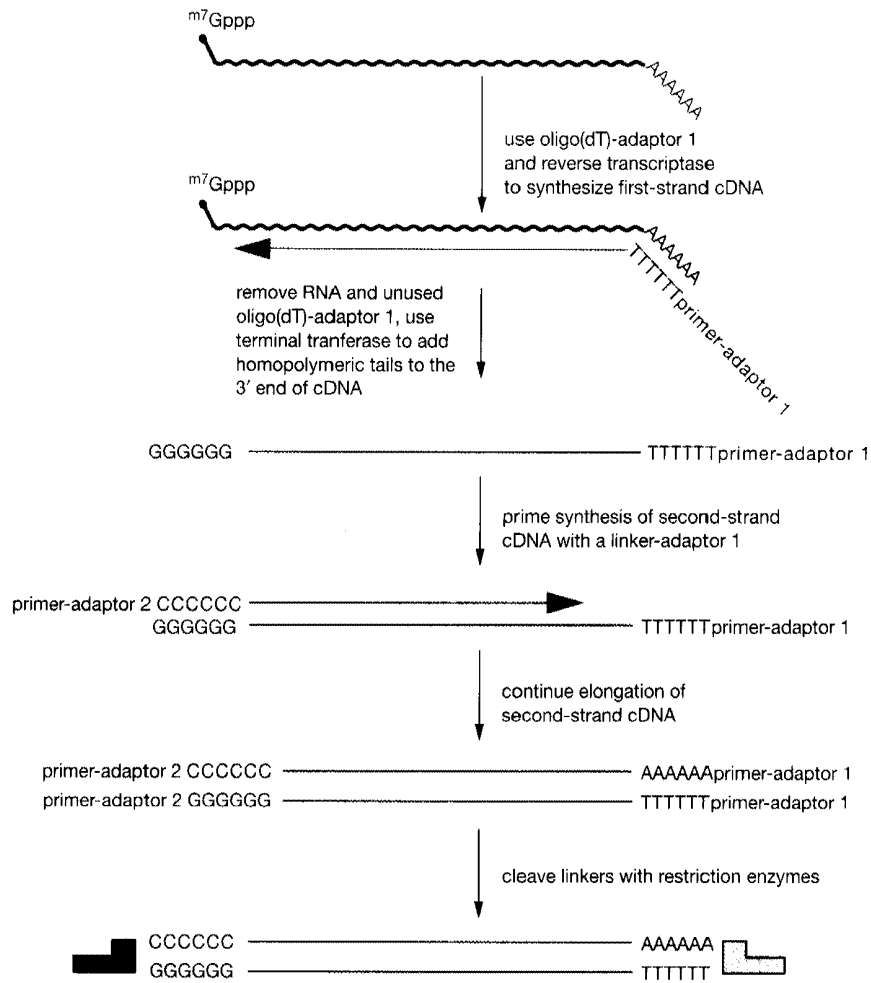 m7Gppp
AAAAAA
use oligo(dT)-adaptor 1
and reverse transcriptase
to synthesize first-strand cDNA
m7Gppp
AAAAAA
TTTTTTprimer-adaptor 1
remove RNA and unused
oligo(dT)-adaptor 1, use
terminal tranferase to add
homopolymeric tails to the
3′ end of cDNA
GGGGGG TTTTTTprimer-adaptor 1
prime synthesis of second-strand
cDNA with a linker-adaptor 1
primer-adaptor 2 CCCCCC
GGGGGG TTTTTTprimer-adaptor 1
continue elongation of
second-strand cDNA
primer-adaptor 2 CCCCCC AAAAAAprimer-adaptor 1
primer-adaptor 2 GGGGGG TTTTTTprimer-adaptor 1
cleave linkers with restriction enzymes
CCCCCC AAAAAA
GGGGGG TTTTTT